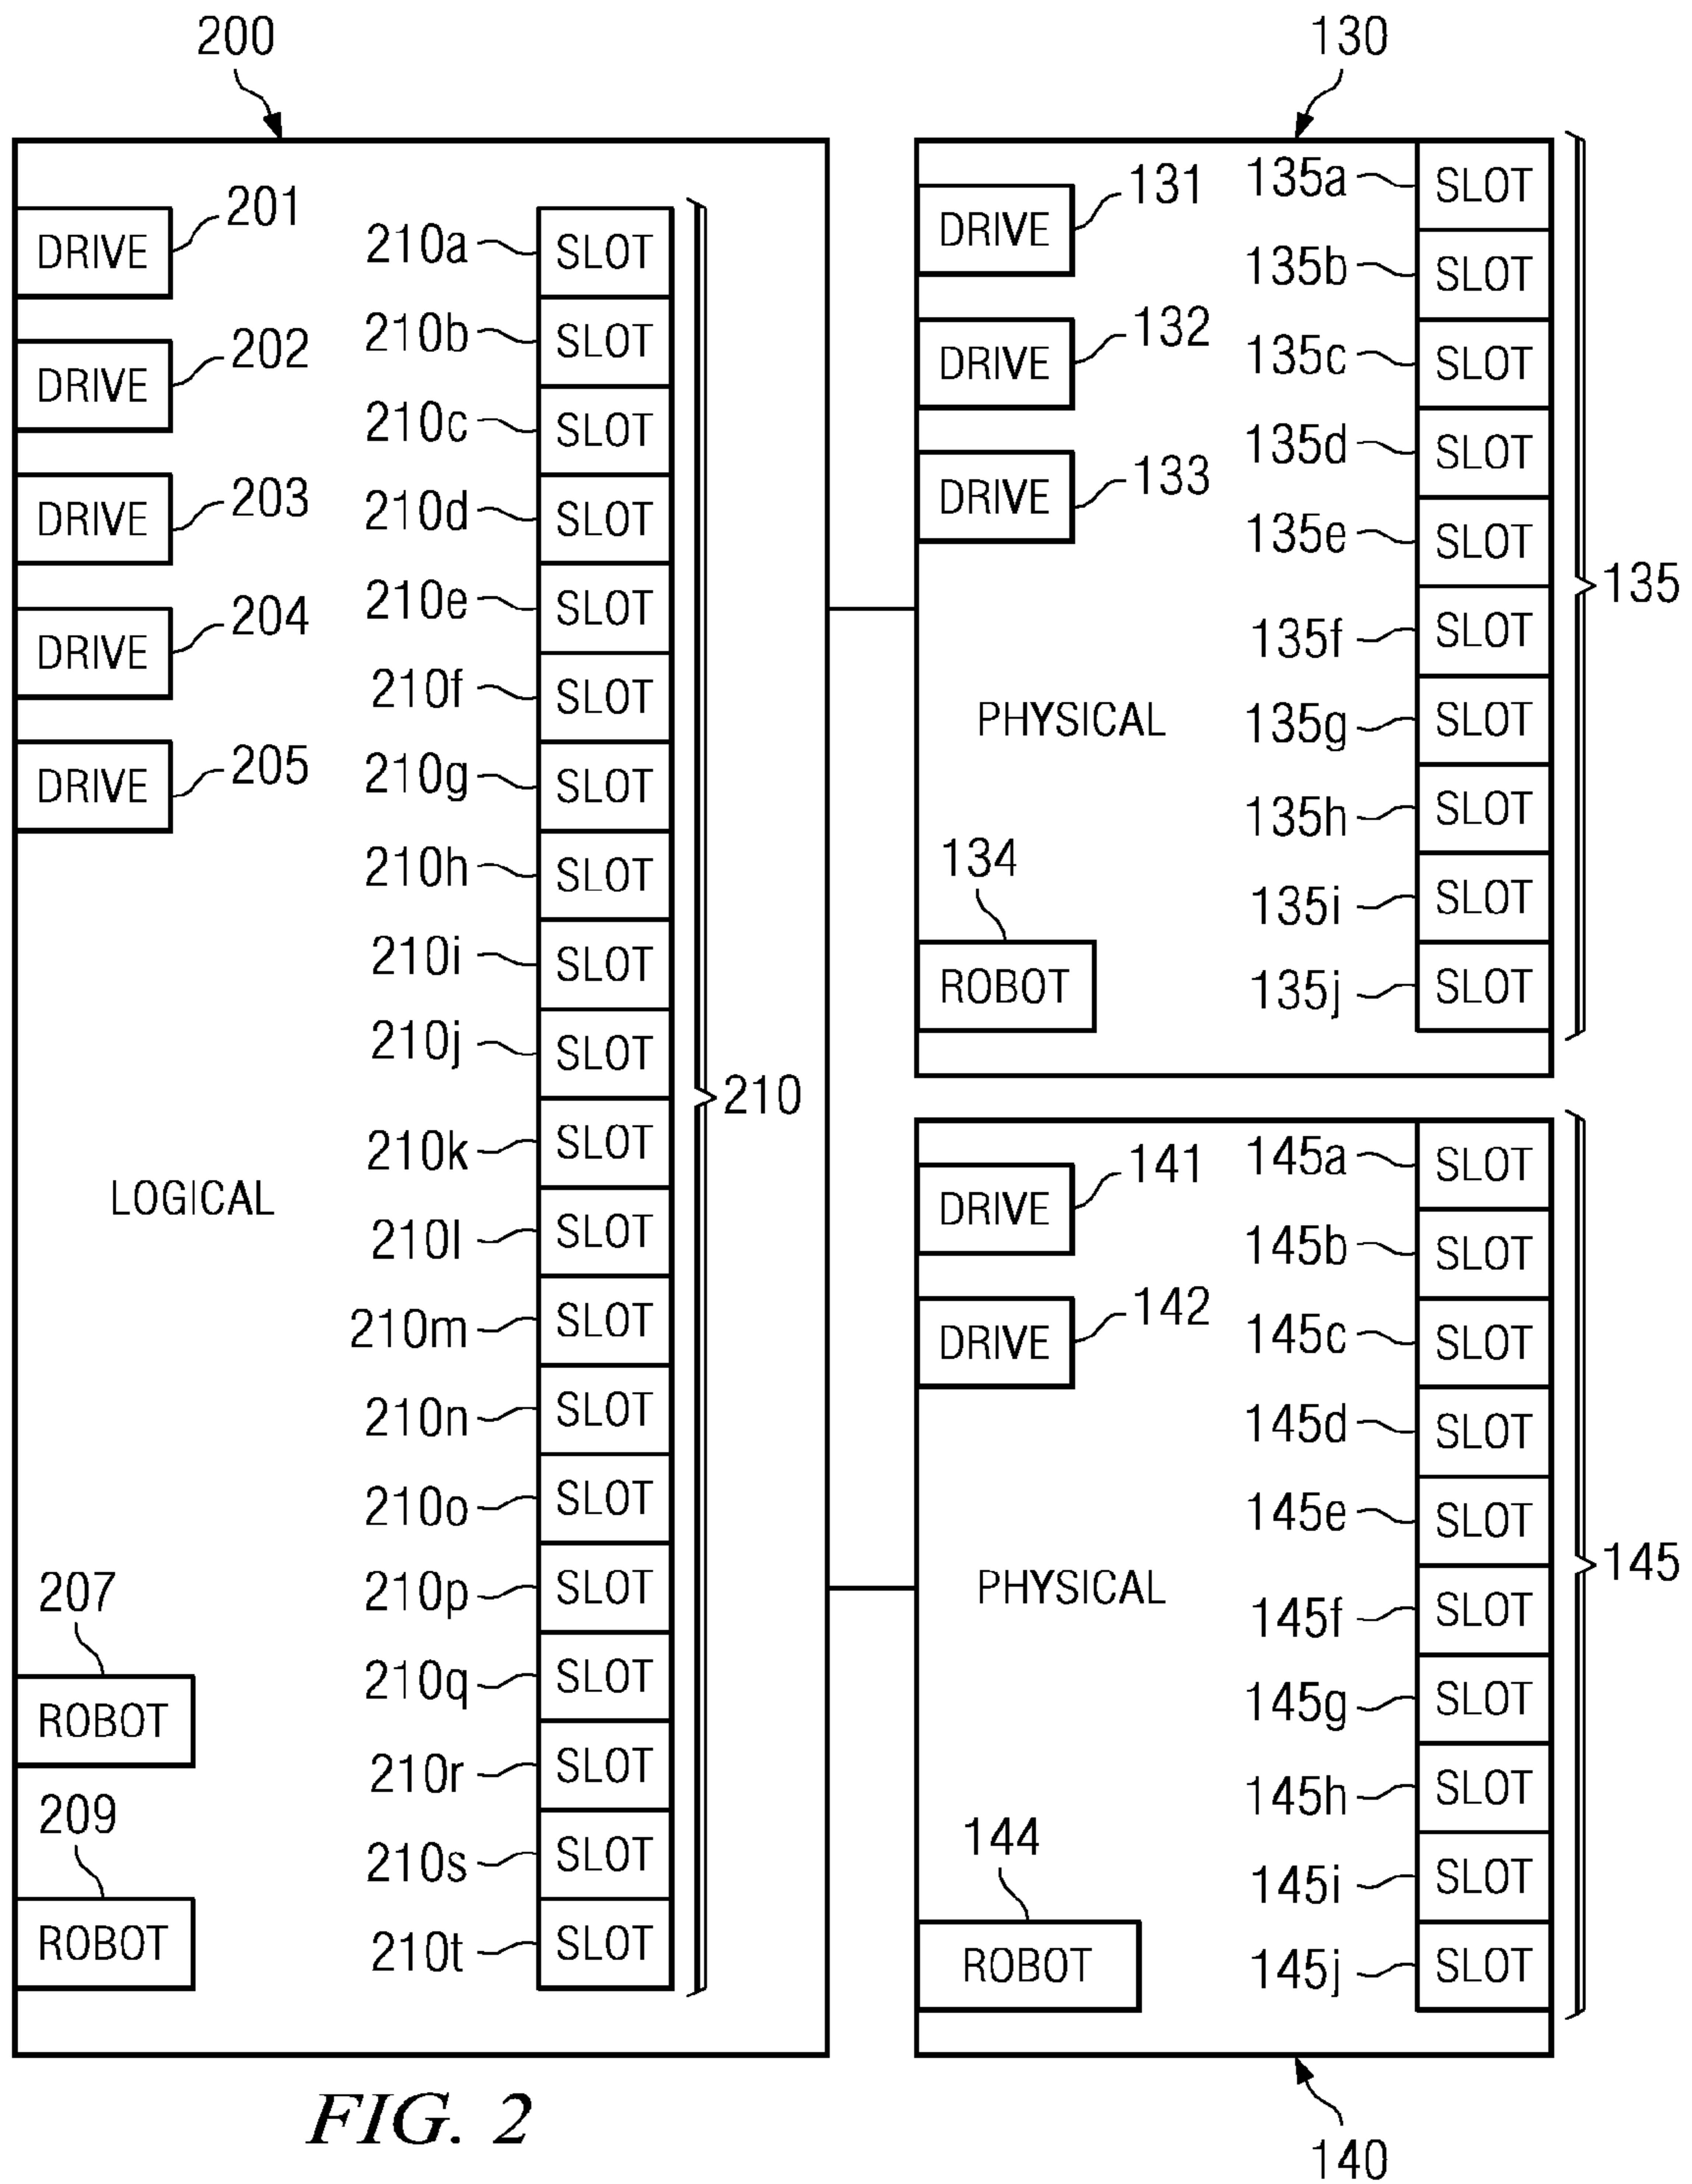 200
DRIVE 201
DRIVE 202
DRIVE 203
DRIVE 204
DRIVE 205
LOGICAL
207
ROBOT
209
ROBOT
210a SLOT
210b SLOT
210c SLOT
210d SLOT
210e SLOT
210f SLOT
210g SLOT
210h SLOT
210i SLOT
210j SLOT
210k SLOT
210l SLOT
210m SLOT
210n SLOT
210o SLOT
210p SLOT
210q SLOT
210r SLOT
210s SLOT
210t SLOT
210
130
DRIVE 131
DRIVE 132
DRIVE 133
PHYSICAL
134
ROBOT
135a SLOT
135b SLOT
135c SLOT
135d SLOT
135e SLOT
135f SLOT
135g SLOT
135h SLOT
135i SLOT
135j SLOT
135
DRIVE 141
DRIVE 142
PHYSICAL
144
ROBOT
145a SLOT
145b SLOT
145c SLOT
145d SLOT
145e SLOT
145f SLOT
145g SLOT
145h SLOT
145i SLOT
145j SLOT
145
140
FIG. 2